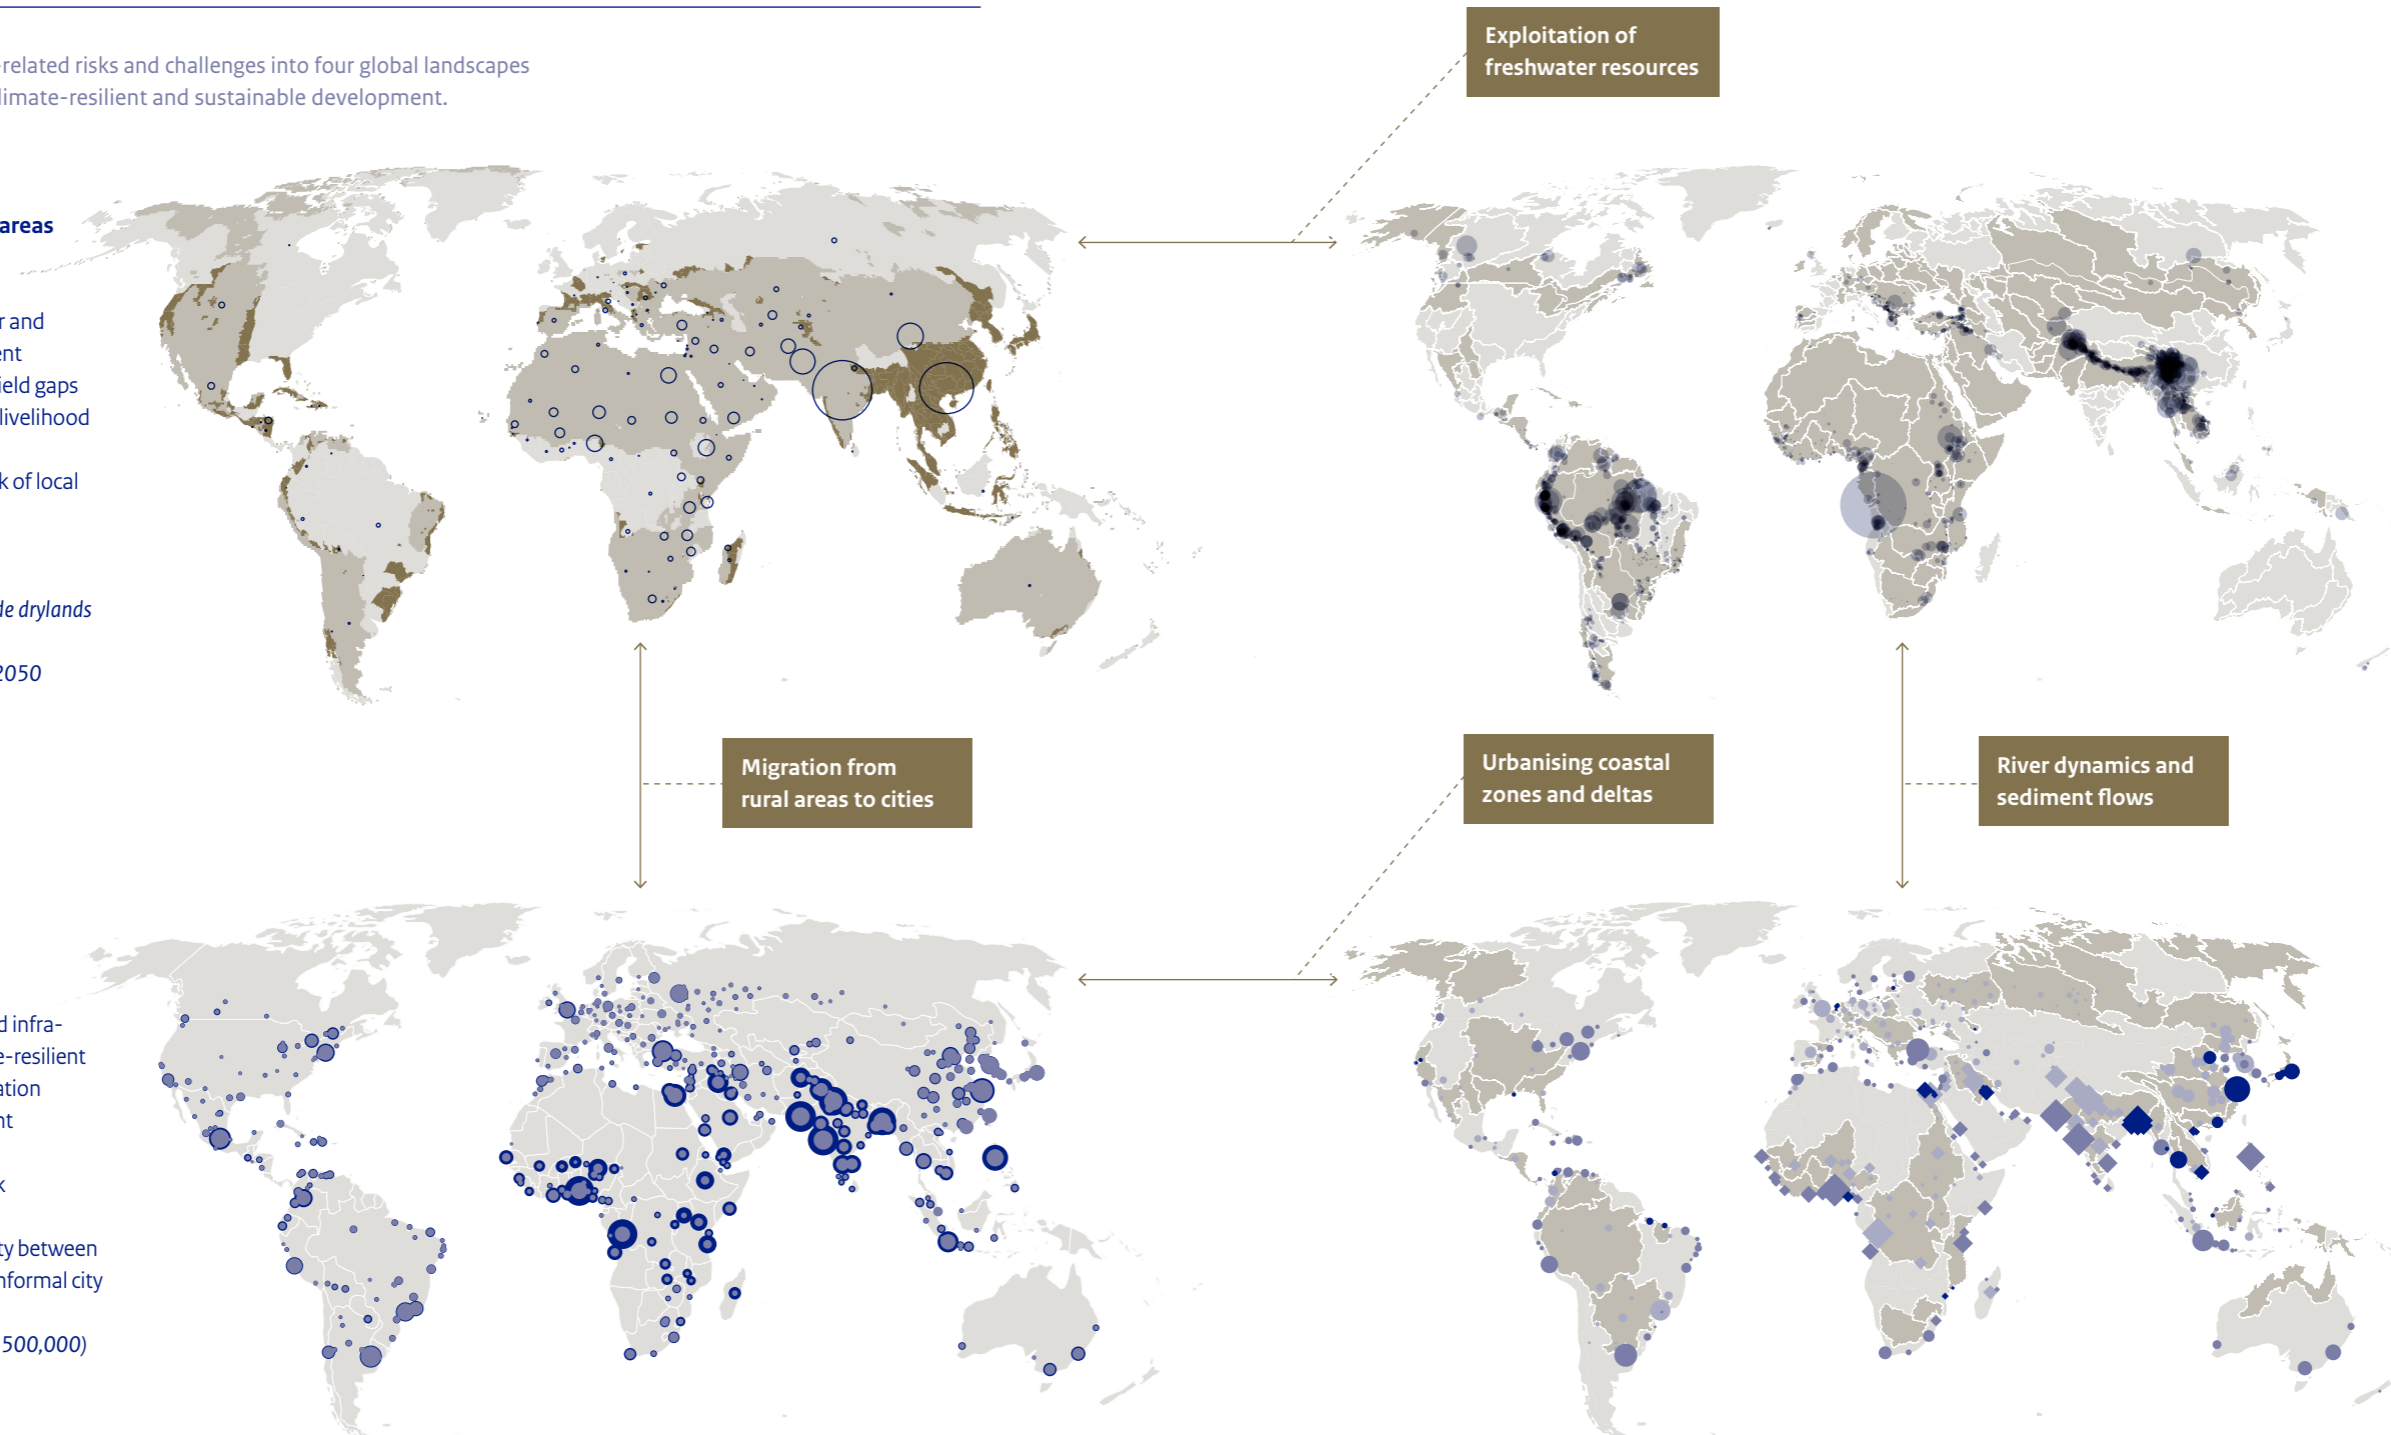 -related risks and challenges into four global landscapes
limate-resilient and sustainable development.
Exploitation of
freshwater resources
areas
r and
ent
ield gaps
livelihood
k of local
de drylands
2050
Migration from
rural areas to cities
Urbanising coastal
zones and deltas
River dynamics and
sediment flows
d infra-
e-resilient
ation
nt
k
ty between
nformal city
500,000)